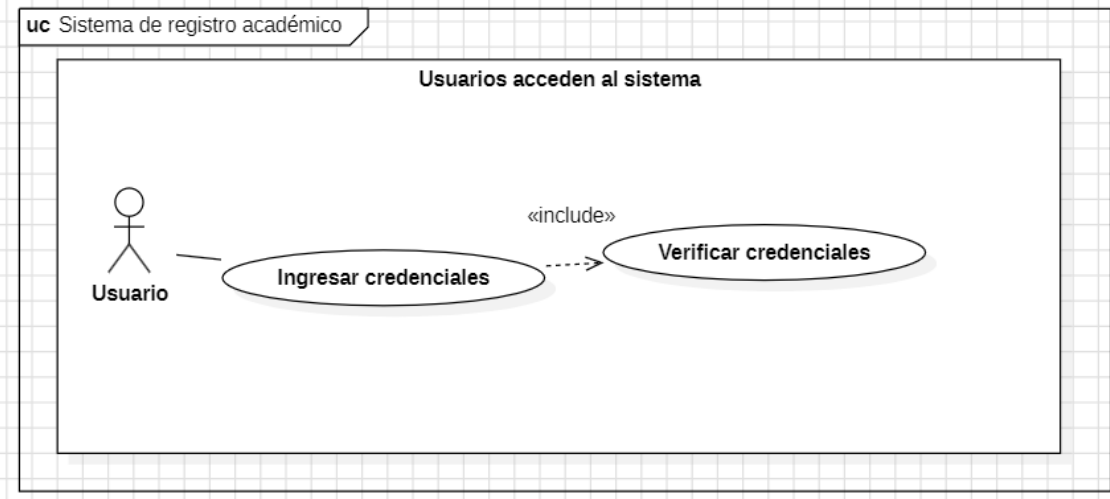 uc Sistema de registro académico
Usuarios acceden al sistema
«include»
Verificar credenciales
Ingresar credenciales
Usuario